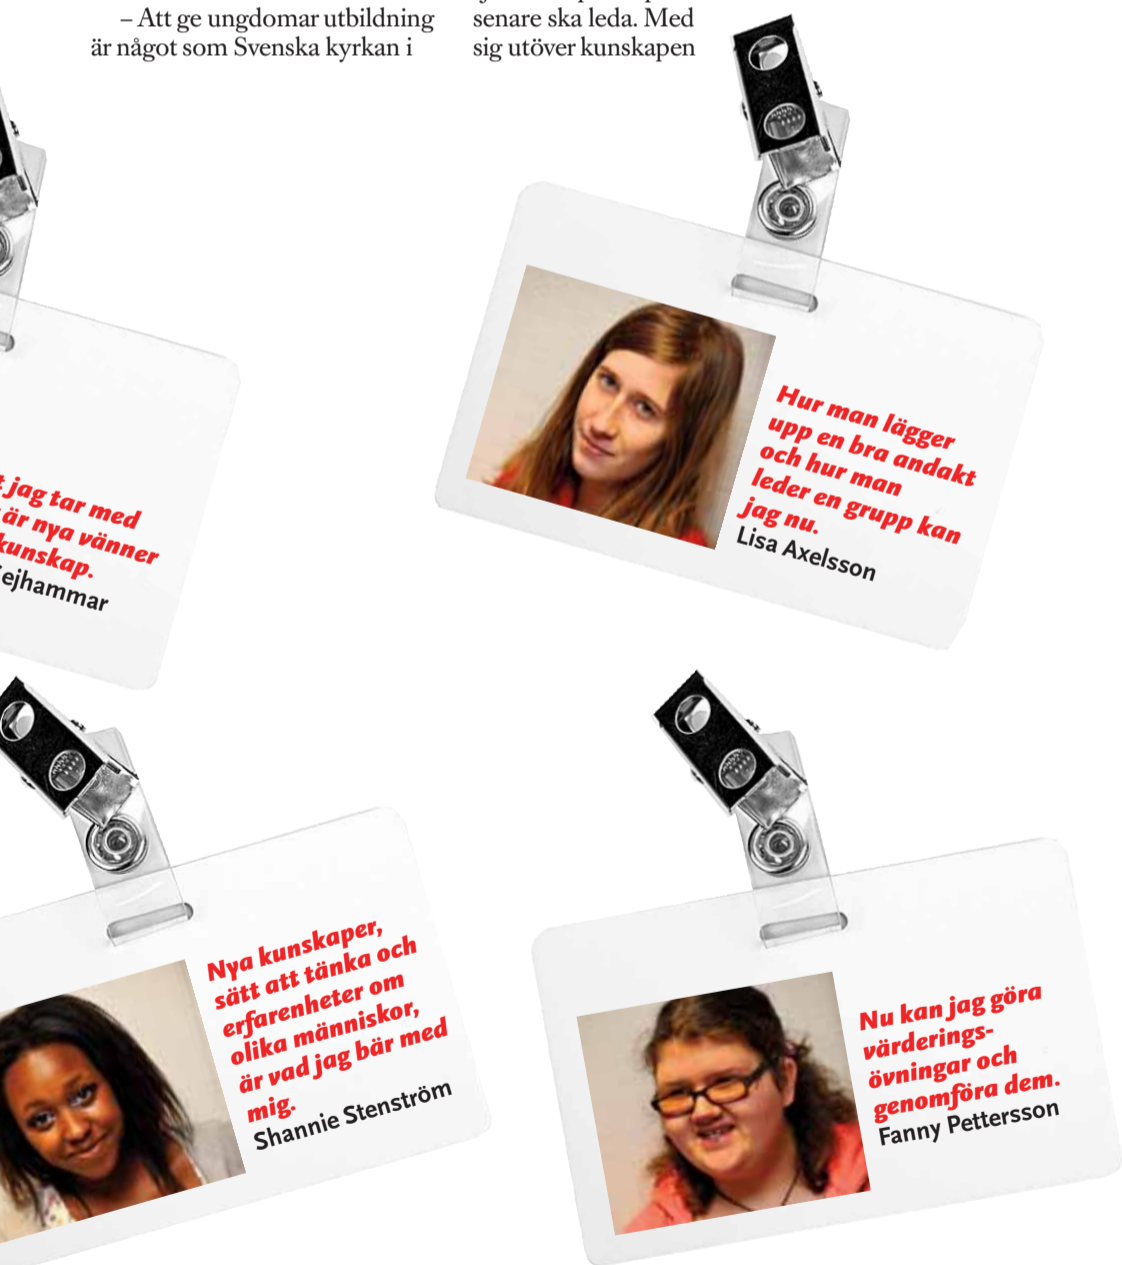 – Att ge ungdomar utbildning
är något som Svenska kyrkan i
senare ska leda. Med
sig utöver kunskapen
jag tar med
är nya vänner
kunskap.
ejhammar
Hur man lägger
upp en bra andakt
och hur man
leder en grupp kan
jag nu.
Lisa Axelsson
Nya kunskaper,
sätt att tänka och
erfarenheter om
olika människor,
är vad jag bär med
mig.
Shannie Stenström
Nu kan jag göra
värderings-
övningar och
genomföra dem.
Fanny Pettersson